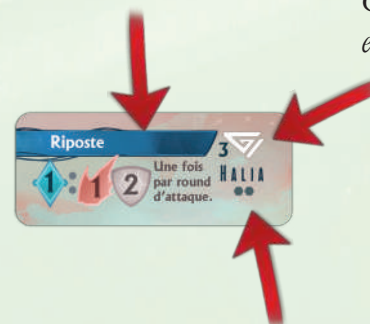 Riposte
3
HALIA
1 : 1 2
Une fois
par round
d'attaque.